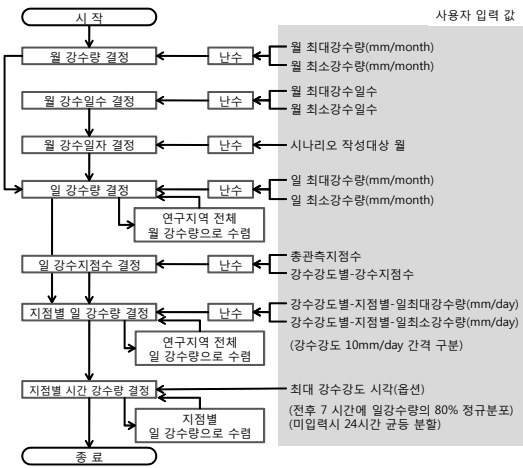 시 작
사용자 입력 값
월 강수량 결정
난수
월 최대강수량(mm/month)
월 최소강수량(mm/month)
월 강수일수 결정
난수
월 최대강수일수
월 최소강수일수
월 강수일자 결정
난수
시나리오 작성대상 월
일 강수량 결정
난수
일 최대강수량(mm/month)
일 최소강수량(mm/month)
연구지역 전체
월 강수량으로 수렴
일 강수지점수 결정
난수
총관측지점수
강수강도별-강수지점수
지점별 일 강수량 결정
난수
강수강도별-지점별-일최대강수량(mm/day)
강수강도별-지점별-일최소강수량(mm/day)
(강수강도 10mm/day 간격 구분)
연구지역 전체
일 강수량으로 수렴
지점별 시간 강수량 결정
최대 강수강도 시각(옵션)
(전후 7 시간에 일강수량의 80% 정규분포)
(미입력시 24시간 균등 분할)
지점별
일 강수량으로 수렴
종 료